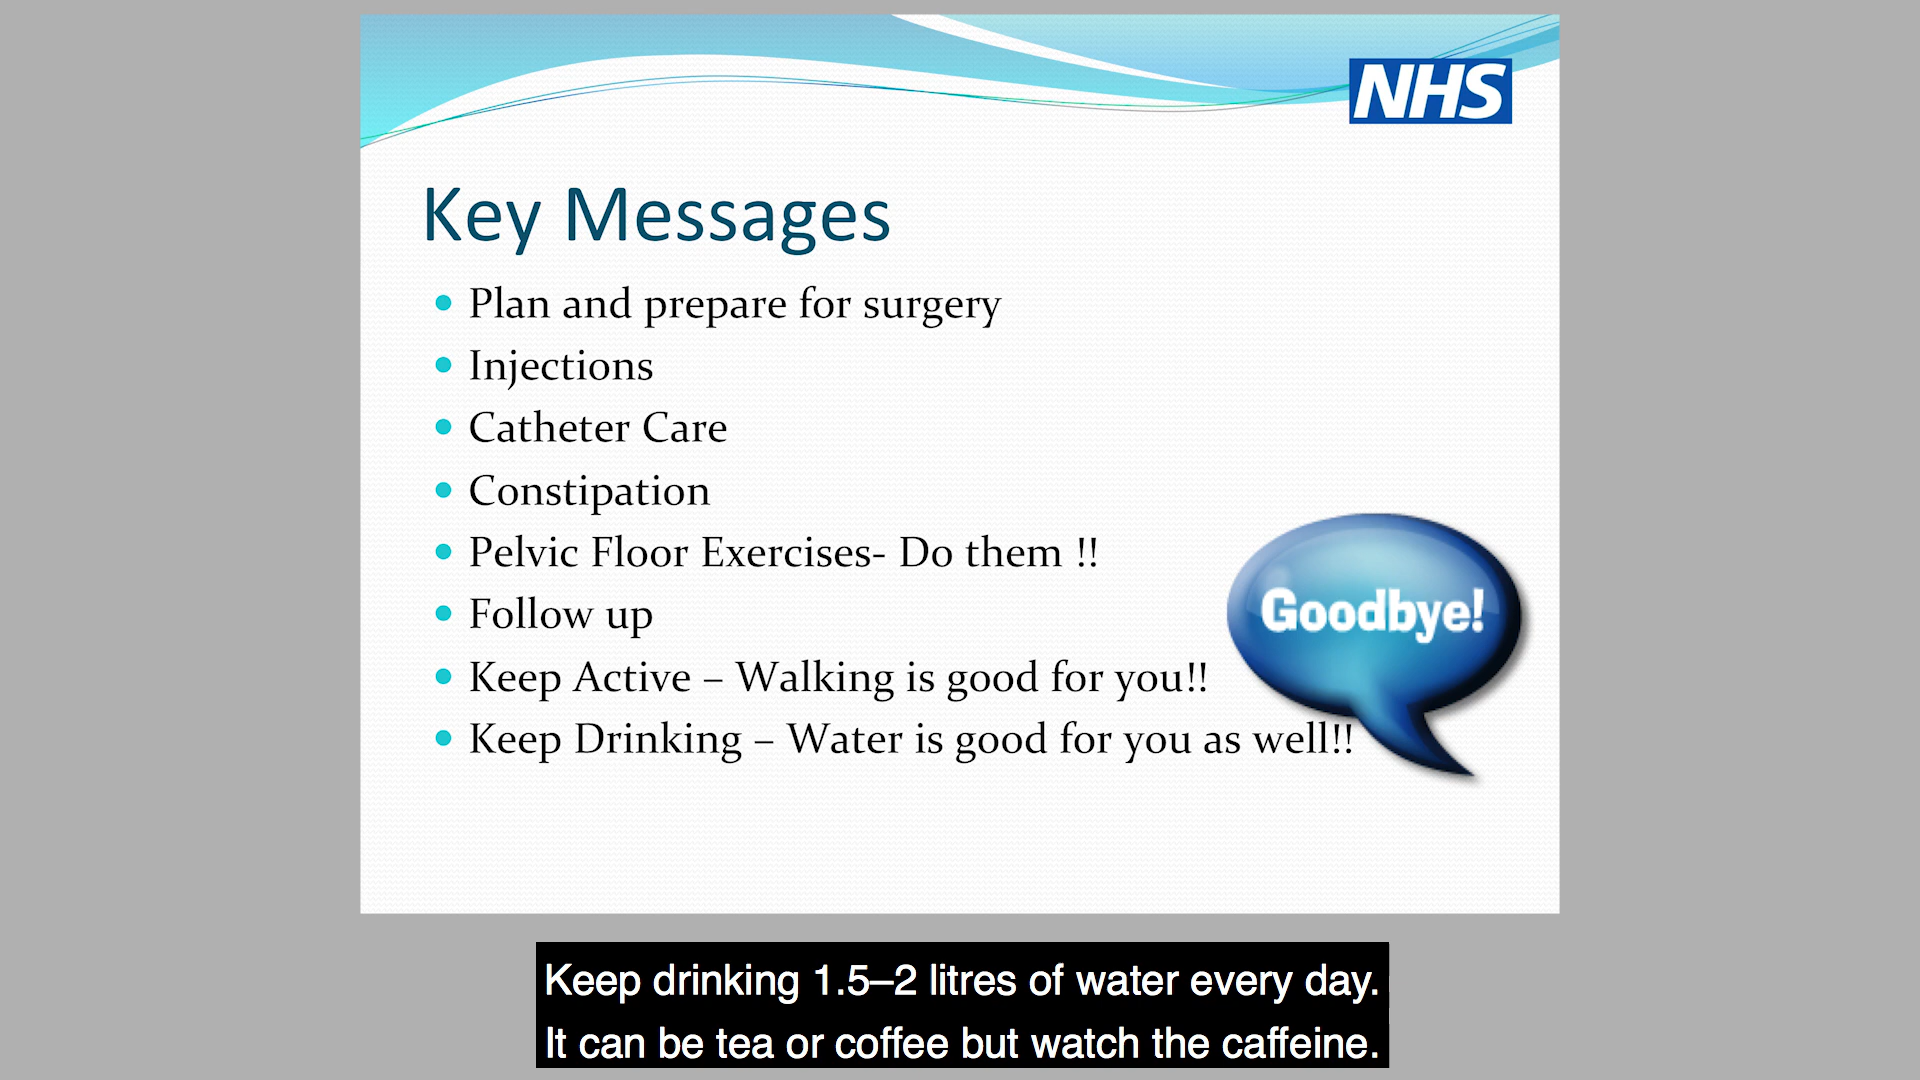 NHS
Key Messages
Plan and prepare for surgery
Injections
Catheter Care
Constipation
Pelvic Floor Exercises- Do them !!
Follow up
Keep Active – Walking is good for you!!
Keep Drinking – Water is good for you as well!!
Goodbye!
Keep drinking 1.5–2 litres of water every day.
It can be tea or coffee but watch the caffeine.